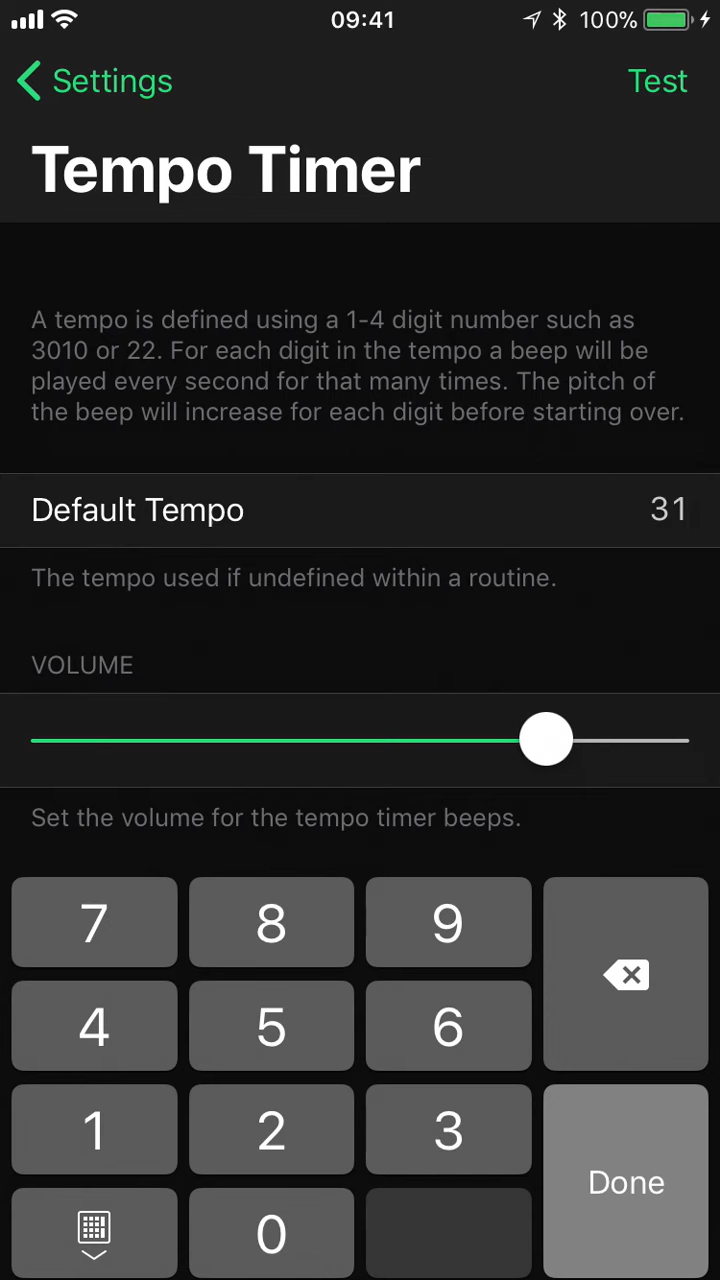 09:41
100%
Settings
Test
Tempo Timer
A tempo is defined using a 1-4 digit number such as
3010 or 22. For each digit in the tempo a beep will be
played every second for that many times. The pitch of
the beep will increase for each digit before starting over.
Default Tempo
31
The tempo used if undefined within a routine.
VOLUME
Set the volume for the tempo timer beeps.
7
8
9
4
5
6
1
2
3
Done
0